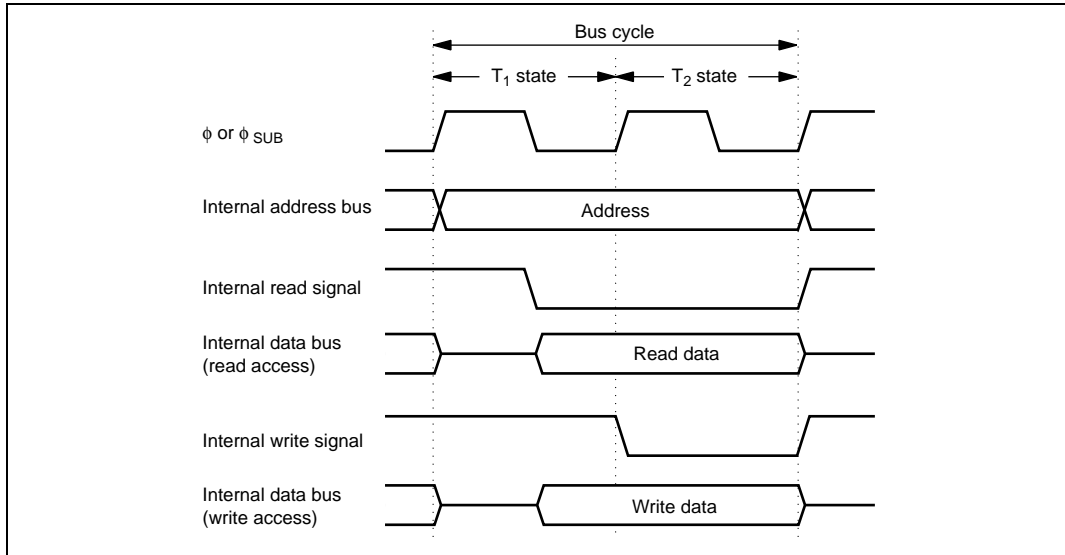 Bus cycle
T₁ state
T₂ state
ϕ or ϕ SUB
Internal address bus
Address
Internal read signal
Internal data bus
(read access)
Read data
Internal write signal
Internal data bus
(write access)
Write data